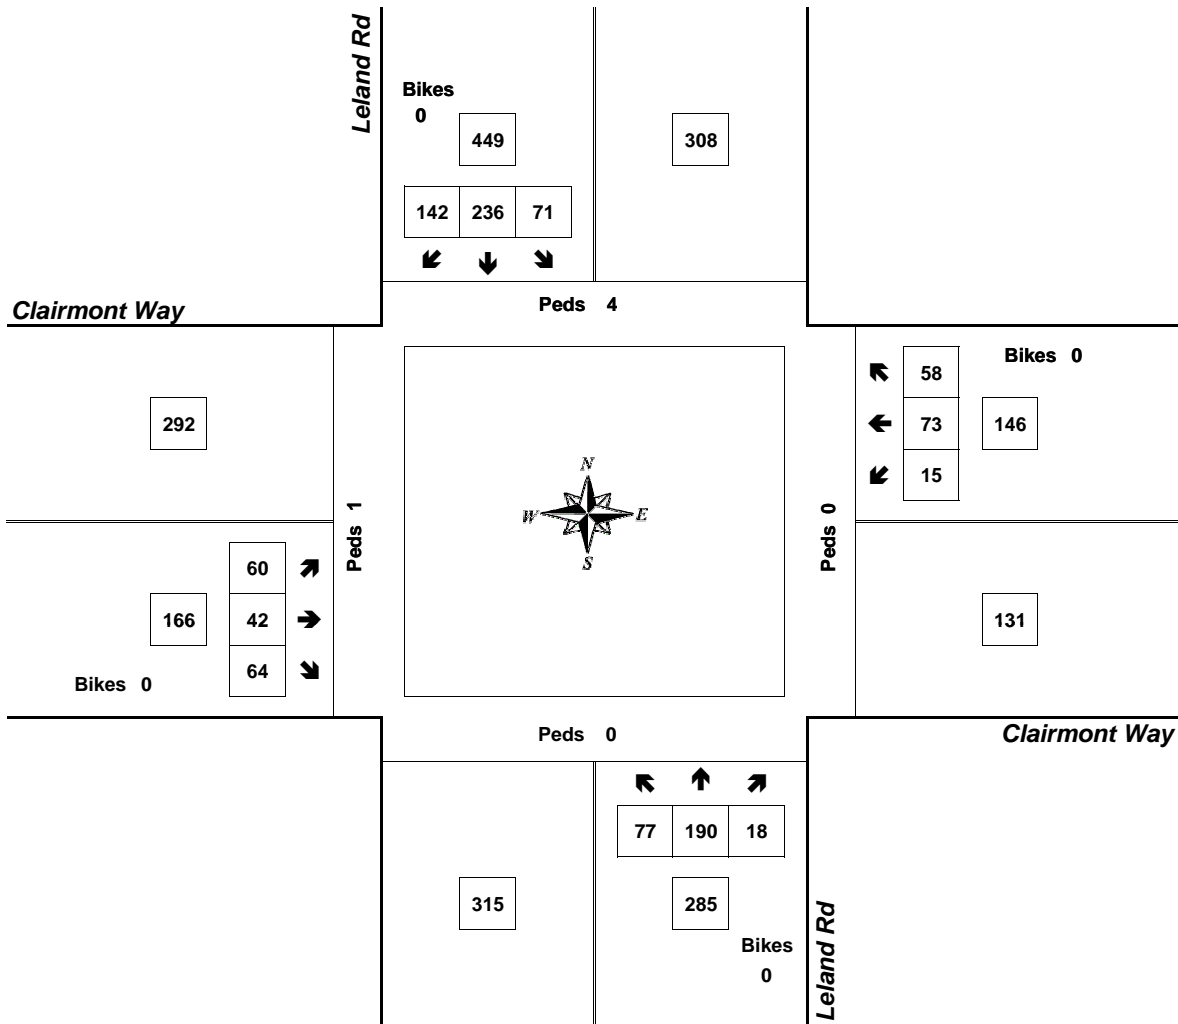 Leland Rd
Bikes
0
449
308
142 236 71
Peds 4
Clairmont Way
58
Bikes 0
292
73
146
15
N
W E
S
Peds 1
Peds 0
60
166
42
131
64
Bikes 0
Peds 0
Clairmont Way
77 190 18
315
285
Bikes
0
Leland Rd